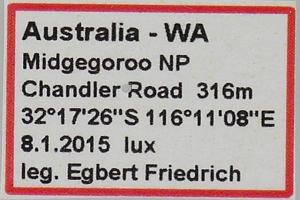 Australia - WA
Midgegoroo NP
Chandler Road 316m
32°17'26"S 116°11'08"E
8.1.2015 lux
leg. Egbert Friedrich